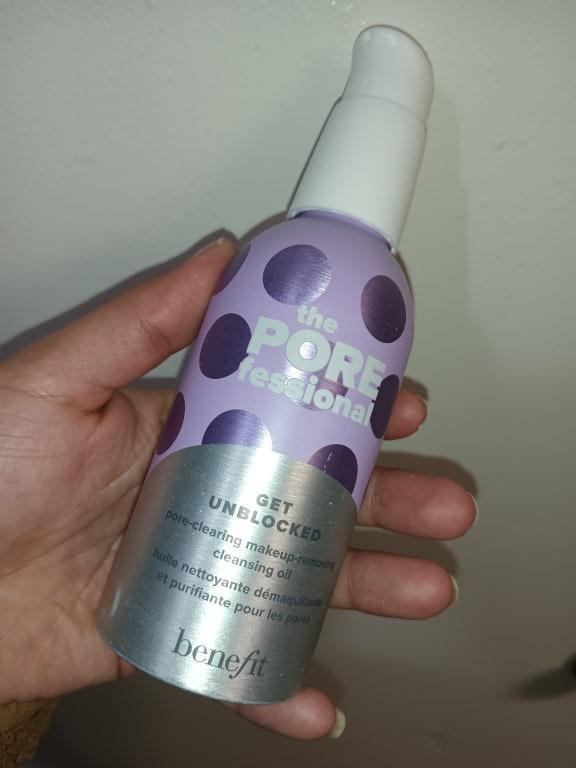 the
PORE
fessional
GET
UNBLOCKED
pore-clearing makeup-removing
cleansing oil
huile nettoyante démaquillante
et purifiante pour les pores
benefit